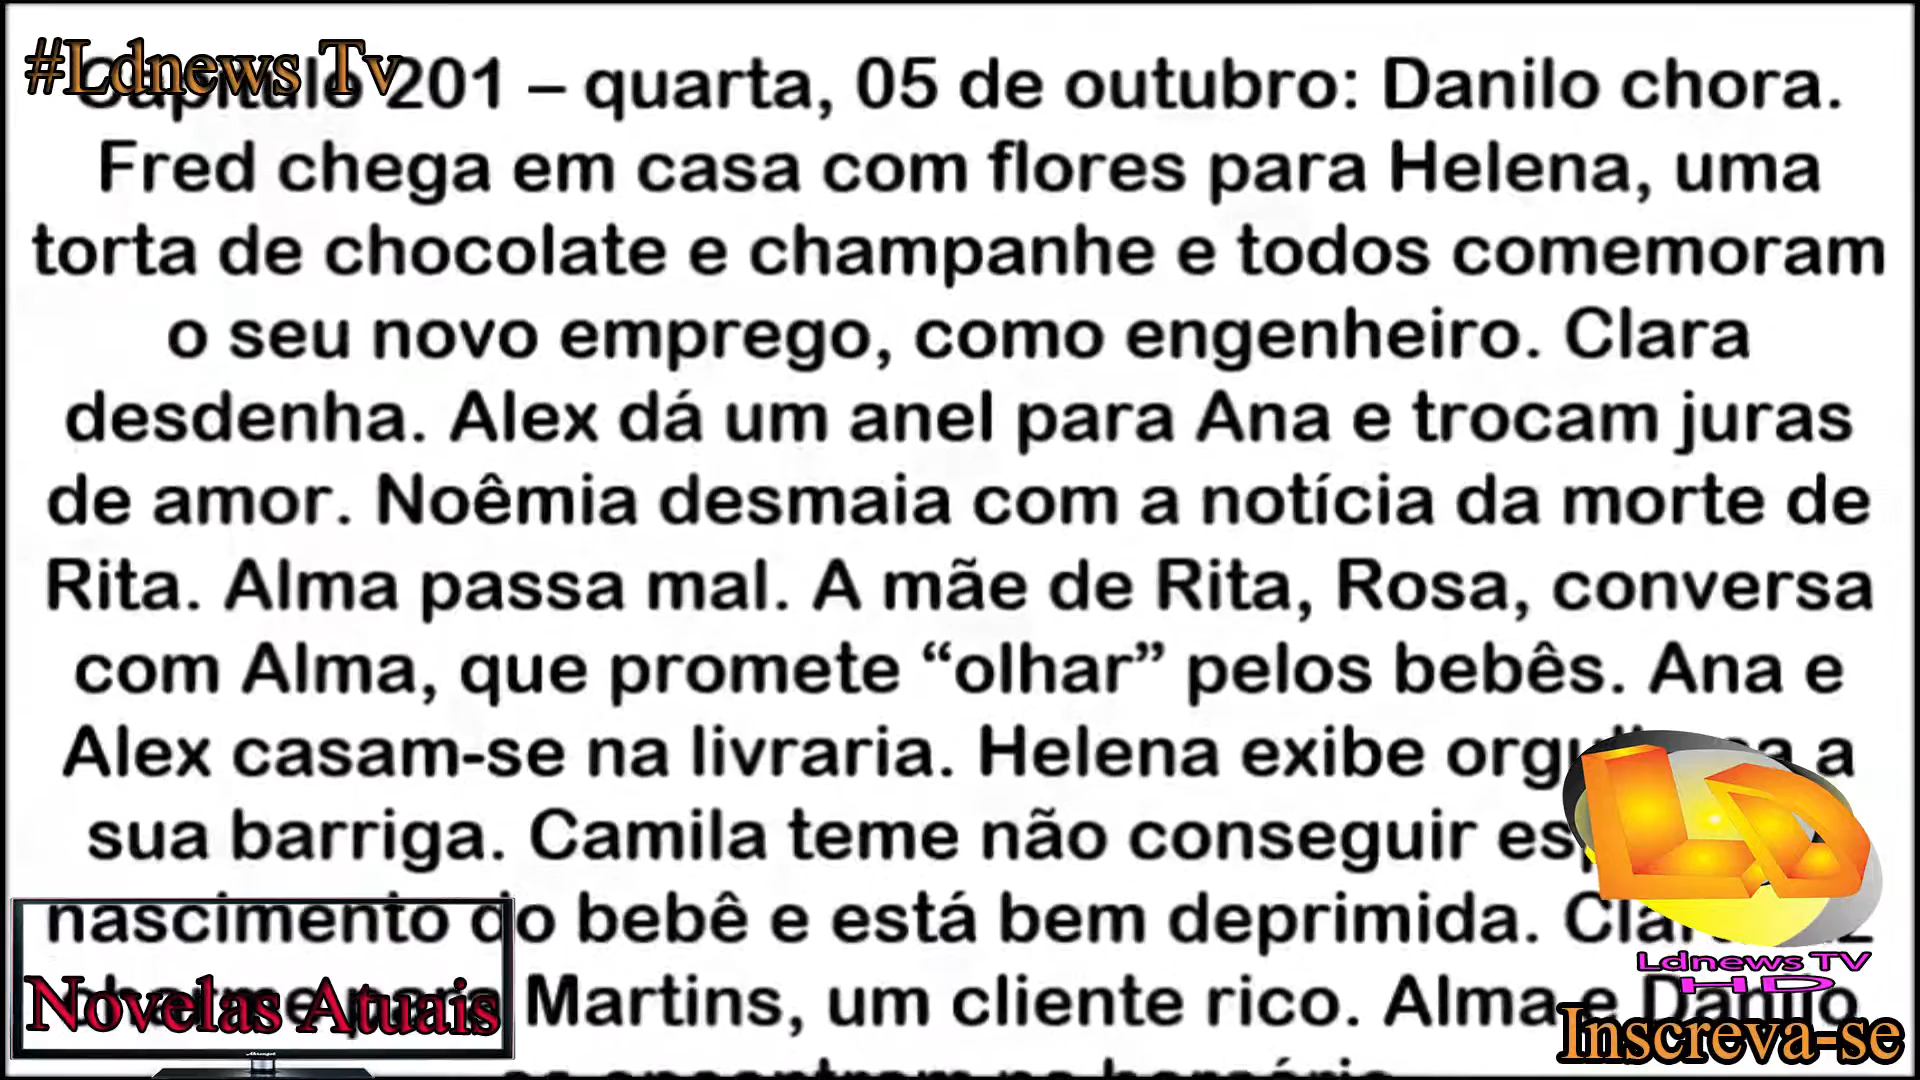 #Ldnews Tv
Capítulo 201 – quarta, 05 de outubro: Danilo chora.
Fred chega em casa com flores para Helena, uma
torta de chocolate e champanhe e todos comemoram
o seu novo emprego, como engenheiro. Clara
desdenha. Alex dá um anel para Ana e trocam juras
de amor. Noêmia desmaia com a notícia da morte de
Rita. Alma passa mal. A mãe de Rita, Rosa, conversa
com Alma, que promete “olhar” pelos bebês. Ana e
Alex casam-se na livraria. Helena exibe a
sua barriga. Camila teme não conseguir
nascimento do bebê e está bem deprimida.
para Martins, um cliente rico. Alma e Danilo
LD
Ldnews TV
HD
Novelas Atuais
Inscreva-se